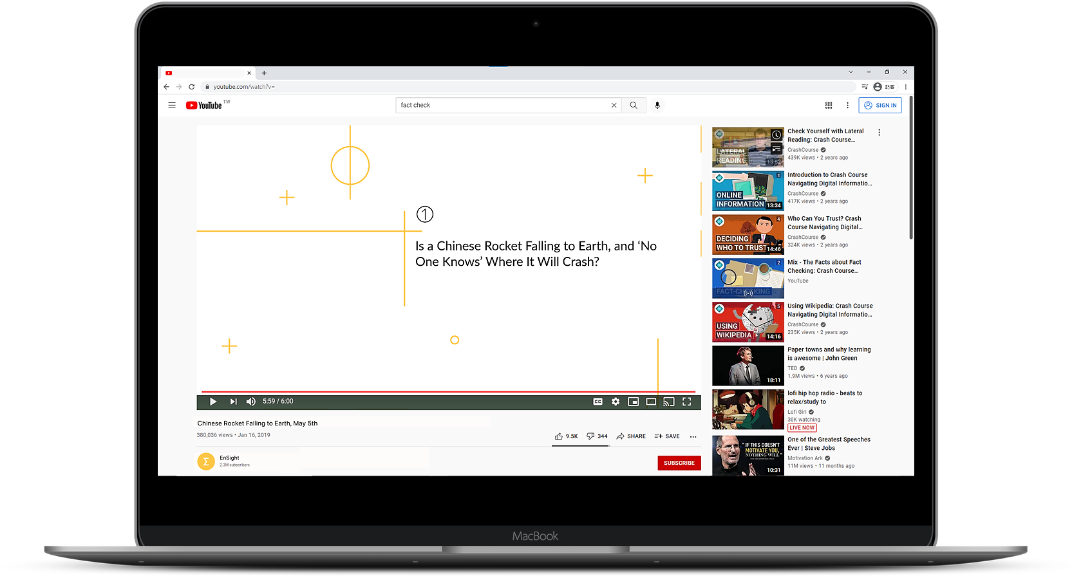 youtube.com/watch?v=
YouTube TW
fact check
SIGN IN
①
Is a Chinese Rocket Falling to Earth, and ‘No
One Knows’ Where It Will Crash?
5:59 / 6:00
CC
Chinese Rocket Falling to Earth, May 5th
views • Jan 16, 2019
9.5K
344
SHARE
SAVE
EnSight
2.3M subscribers
SUBSCRIBE
LATERAL
READING
Check Yourself with Lateral
Reading: Crash Course...
CrashCourse
439K views • 2 years ago
ONLINE
INFORMATION
13:34
Introduction to Crash Course
Navigating Digital Informatio...
CrashCourse
417K views • 2 years ago
DECIDING
WHO TO TRUST
14:46
Who Can You Trust? Crash
Course Navigating Digital...
CrashCourse
324K views • 2 years ago
FACT-CHECKING
Mix - The Facts about Fact
Checking: Crash Course...
YouTube
USING
WIKIPEDIA
14:16
Using Wikipedia: Crash Course
Navigating Digital Informatio...
CrashCourse
235K views • 2 years ago
18:11
Paper towns and why learning
is awesome | John Green
TED
1.9M views • 6 years ago
lofi hip hop radio - beats to
relax/study to
Lofi Girl
30K watching
LIVE NOW
"IF THIS DOESN'T
MOTIVATE YOU,
NOTHING WILL"
10:31
One of the Greatest Speeches
Ever | Steve Jobs
Motivation Ark
11M views • 11 months ago
MacBook